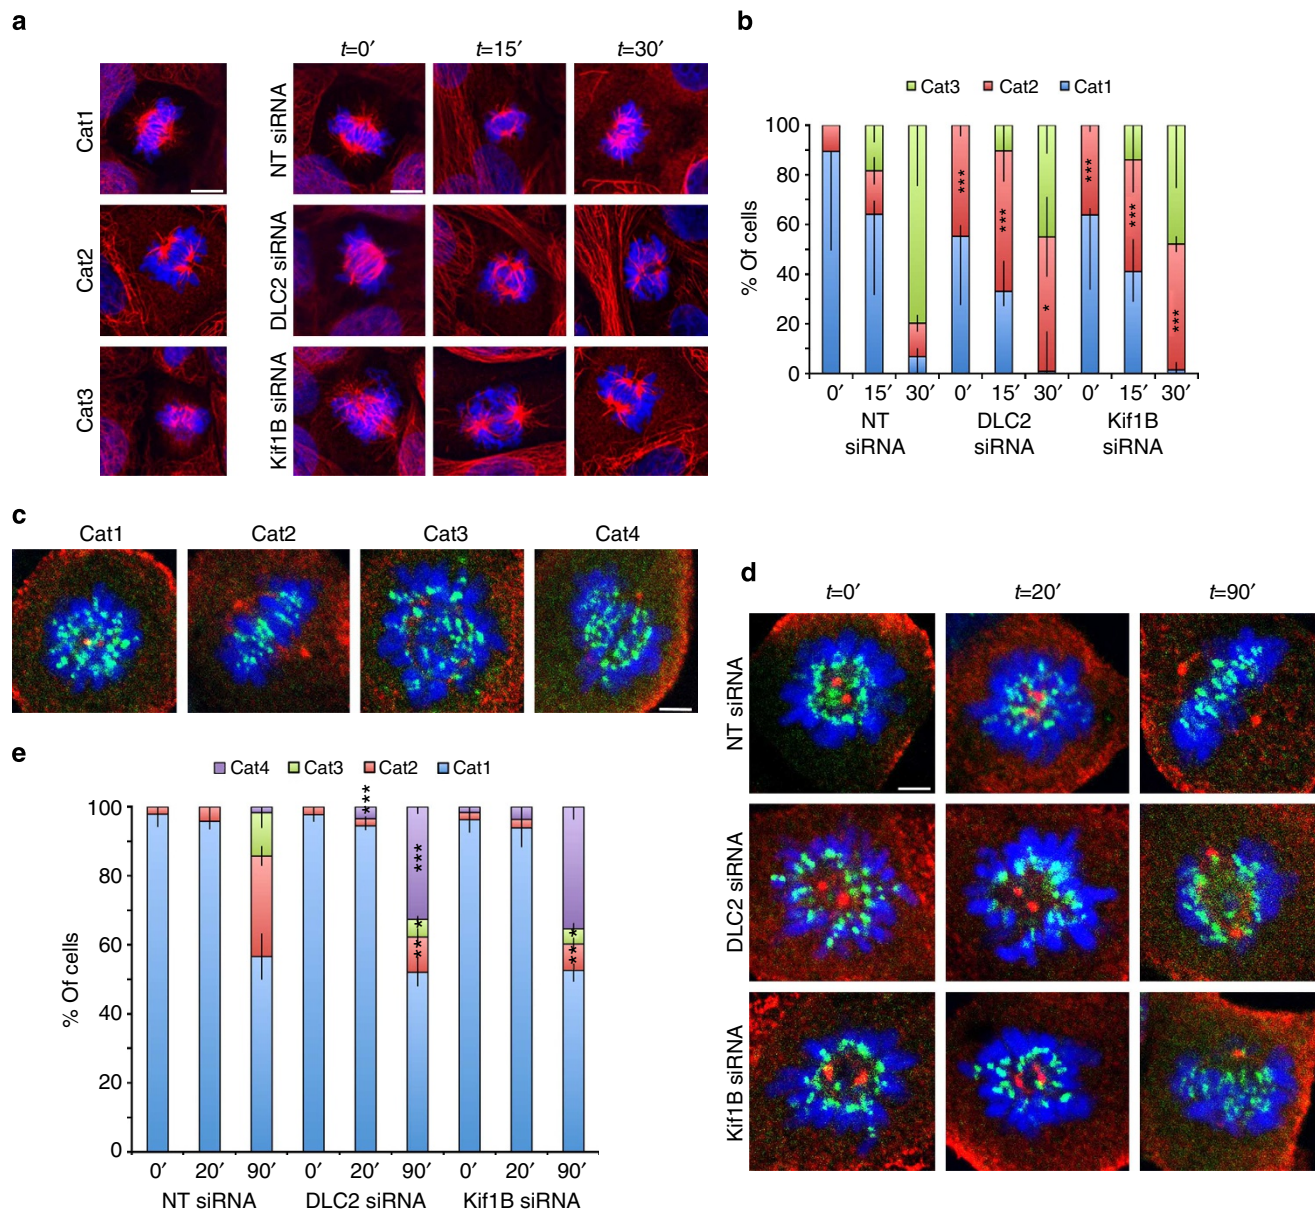 a
t=0′
t=15′
t=30′
Cat1
Cat2
Cat3
NT siRNA
DLC2 siRNA
Kif1B siRNA
b
Cat3
Cat2
Cat1
% Of cells
100
80
60
40
20
0
***
***
*
***
***
***
0′ 15′ 30′ 0′ 15′ 30′ 0′ 15′ 30′
NT siRNA
DLC2 siRNA
Kif1B siRNA
c
Cat1
Cat2
Cat3
Cat4
d
t=0′
t=20′
t=90′
NT siRNA
DLC2 siRNA
Kif1B siRNA
e
Cat4
Cat3
Cat2
Cat1
% Of cells
100
80
60
40
20
0
***
***
*
**
*
**
0′ 20′ 90′ 0′ 20′ 90′ 0′ 20′ 90′
NT siRNA
DLC2 siRNA
Kif1B siRNA